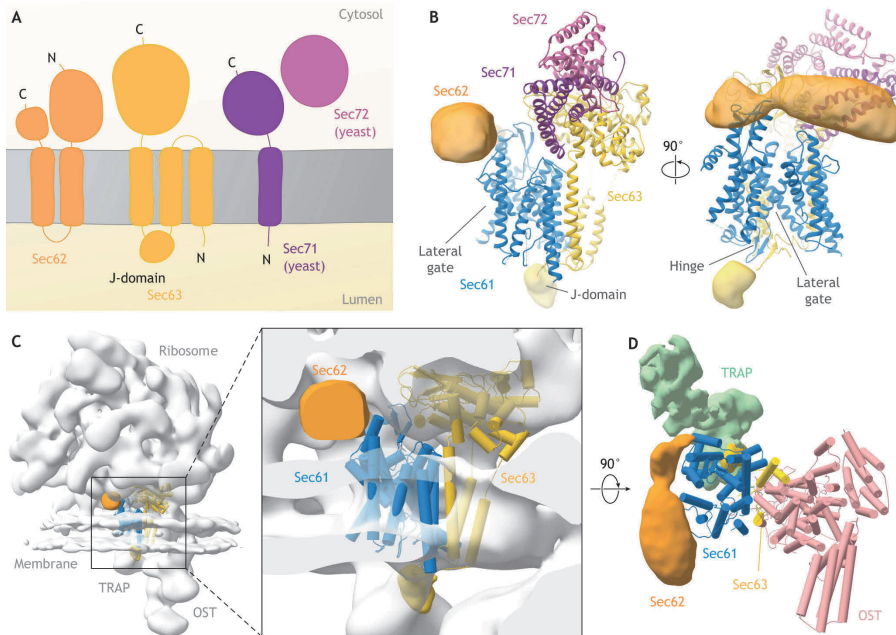 A
Cytosol
C
N
C
C
Sec72
(yeast)
Sec62
J-domain
Sec63
N
N
Sec71
(yeast)
Lumen
B
Sec72
Sec71
Sec62
Sec63
Lateral
gate
Sec61
J-domain
90°
Hinge
Lateral
gate
C
Ribosome
Membrane
TRAP
OST
Sec62
Sec61
Sec63
D
TRAP
90°
Sec61
Sec63
Sec62
OST